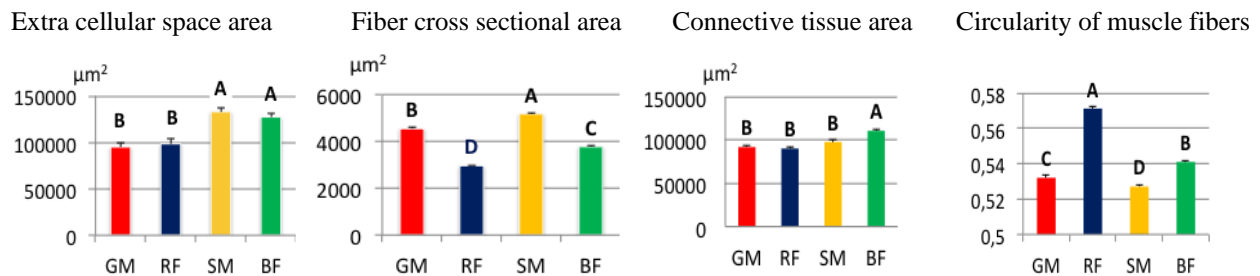 Extra cellular space area
Fiber cross sectional area
Connective tissue area
Circularity of muscle fibers
µm2
150000
100000
50000
0
B
B
A
A
GM
RF
SM
BF
µm2
6000
4000
2000
0
B
D
A
C
GM
RF
SM
BF
150000
100000
50000
0
B
B
B
A
GM
RF
SM
BF
0,58
0,56
0,54
0,52
0,5
C
A
D
B
GM
RF
SM
BF